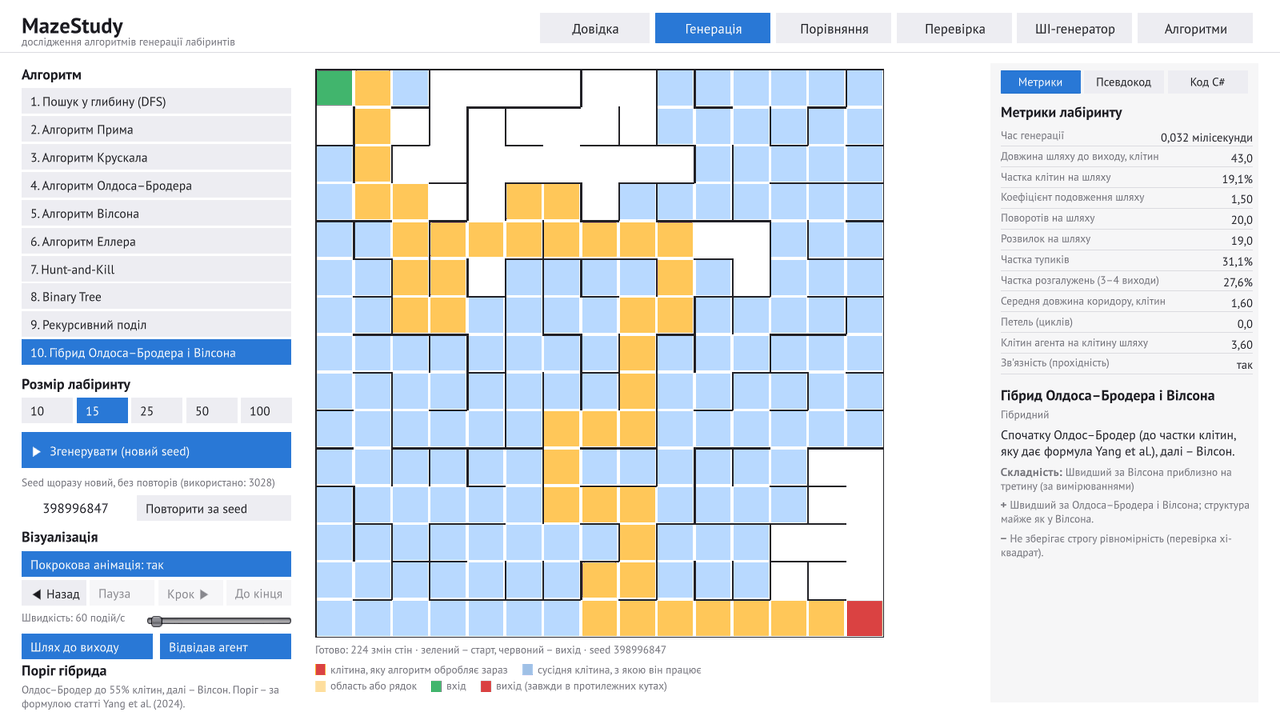 MazeStudy
дослідження алгоритмів генерації лабіринтів
Довідка
Генерація
Порівняння
Перевірка
ШІ-генератор
Алгоритми
Алгоритм
1. Пошук у глибину (DFS)
2. Алгоритм Прима
3. Алгоритм Крускала
4. Алгоритм Олдоса–Бродера
5. Алгоритм Вілсона
6. Алгоритм Еллера
7. Hunt-and-Kill
8. Binary Tree
9. Рекурсивний поділ
10. Гібрид Олдоса–Бродера і Вілсона
Розмір лабіринту
10
15
25
50
100
Згенерувати (новий seed)
Seed щоразу новий, без повторів (використано: 3028)
398996847
Повторити за seed
Візуалізація
Покрокова анімація: так
◀ Назад
Пауза
Крок ▶
До кінця
Швидкість: 60 подій/с
Шлях до виходу
Відвідав агент
Поріг гібрида
Олдос–Бродер до 55% клітин, далі – Вілсон. Поріг – за
формулою статті Yang et al. (2024).
Готово: 224 змін стін · зелений – старт, червоний – вихід · seed 398996847
клітина, яку алгоритм обробляє зараз
сусідня клітина, з якою він працює
область або рядок
вхід
вихід (завжди в протилежних кутах)
Метрики
Псевдокод
Код C#
Метрики лабіринту
Час генерації
0,032 мілісекунди
Довжина шляху до виходу, клітин
43,0
Частка клітин на шляху
19,1%
Коефіцієнт подовження шляху
1,50
Поворотів на шляху
20,0
Розвилок на шляху
19,0
Частка тупиків
31,1%
Частка розгалужень (3–4 виходи)
27,6%
Середня довжина коридору, клітин
1,60
Петель (циклів)
0,0
Клітин агента на клітину шляху
3,60
Зв'язність (прохідність)
так
Гібрид Олдоса–Бродера і Вілсона
Гібридний
Спочатку Олдос–Бродер (до частки клітин,
яку дає формула Yang et al.), далі – Вілсон.
Складність: Швидший за Вілсона приблизно на
третину (за вимірюваннями)
+ Швидший за Олдоса–Бродера і Вілсона; структура
майже як у Вілсона.
– Не зберігає строгу рівномірність (перевірка хі-
квадрат).